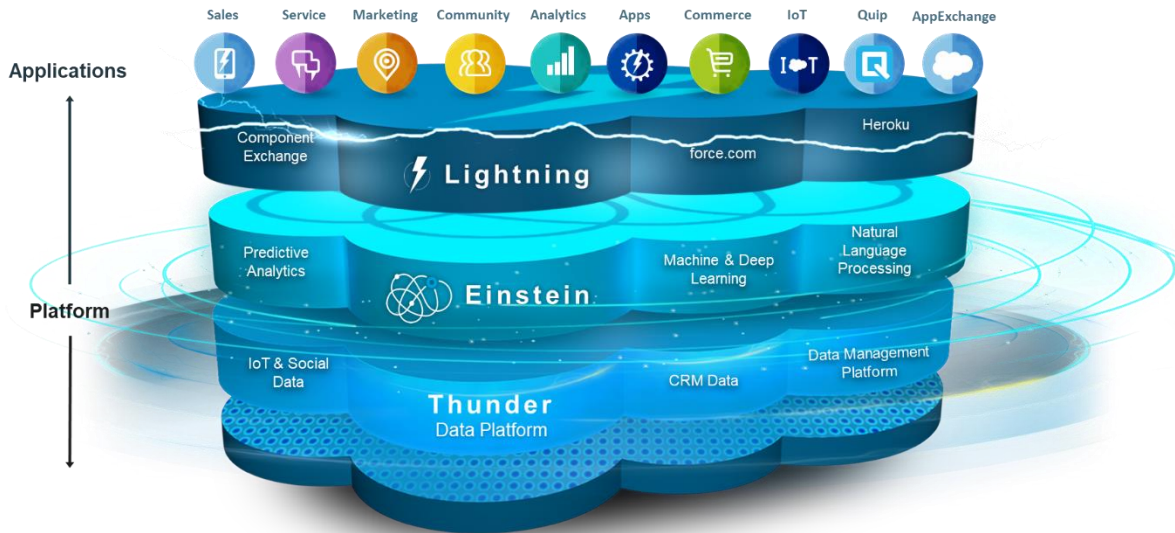 Sales Service Marketing Community Analytics Apps Commerce IoT Quip AppExchange
I T
Q
Applications
Component
Exchange
Lightning
force.com
Heroku
Predictive
Analytics
Einstein
Machine & Deep
Learning
Natural
Language
Processing
Platform
IoT & Social
Data
Thunder
Data Platform
CRM Data
Data Management
Platform